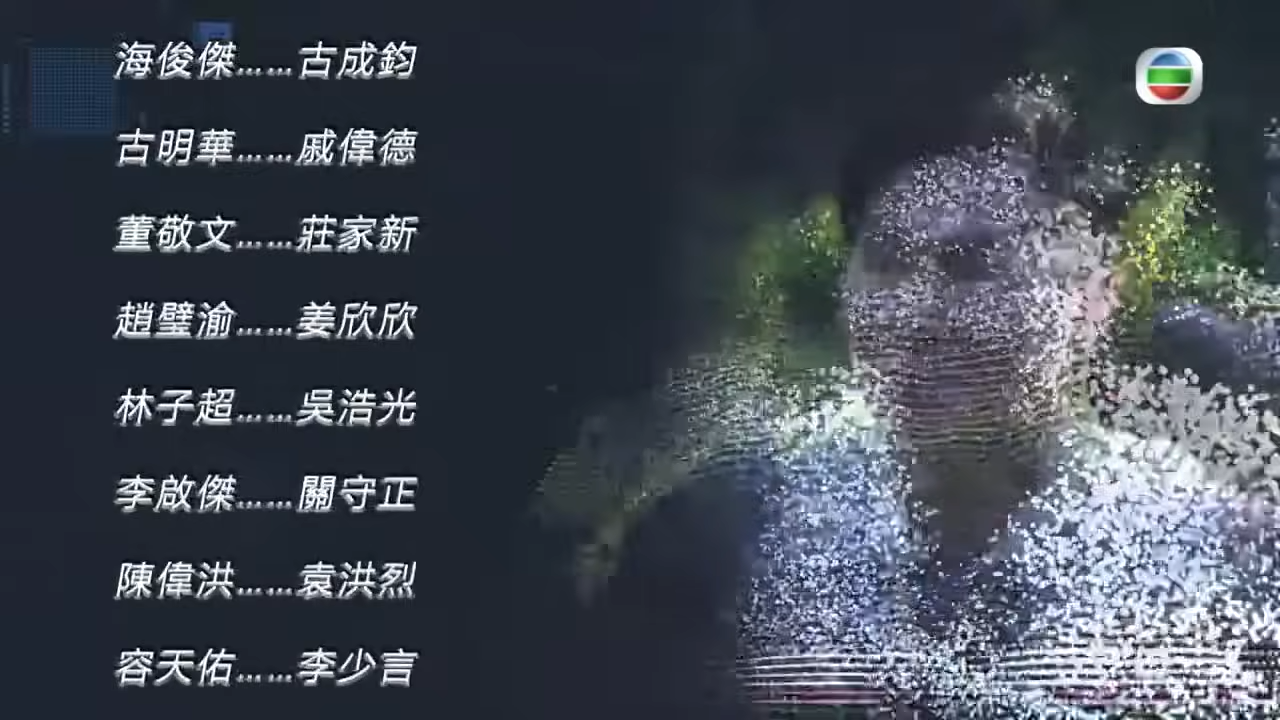 海俊傑……古成鈞
古明華……戚偉德
董敬文……莊家新
趙璧渝……姜欣欣
林子超……吳浩光
李啟傑……關守正
陳偉洪……袁洪烈
容天佑……李少言